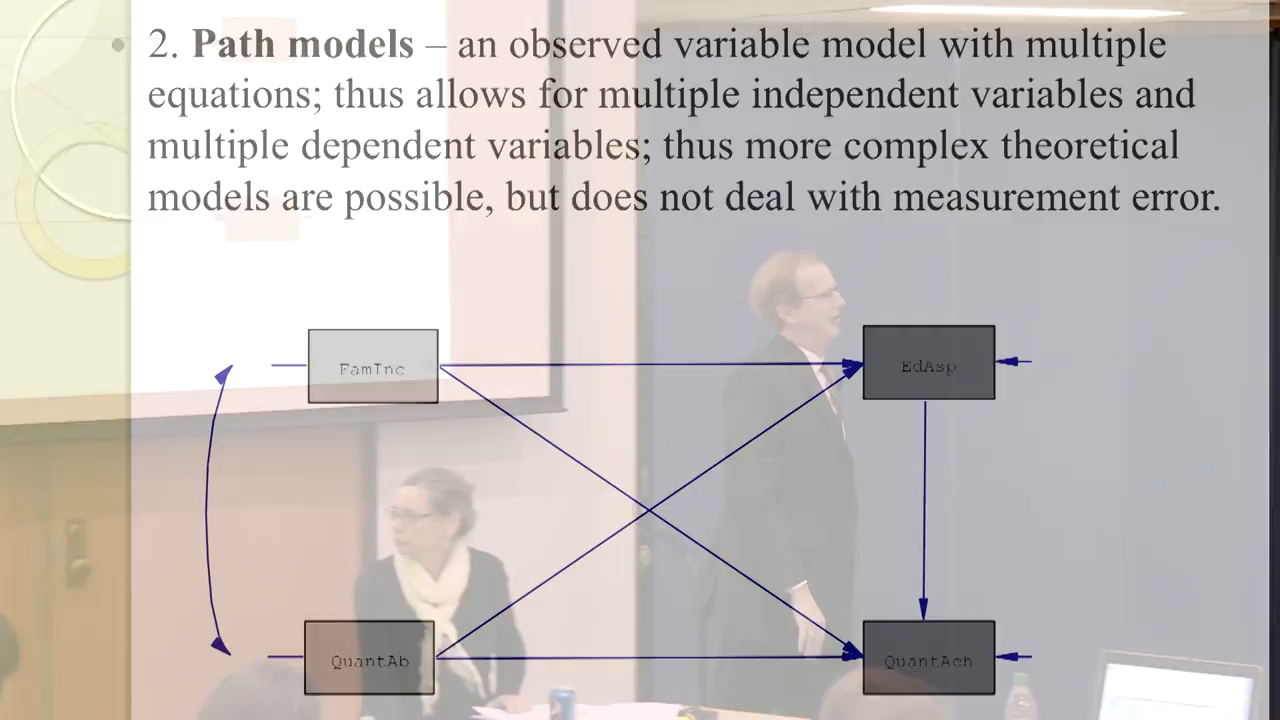 • 2. Path models – an observed variable model with multiple
equations; thus allows for multiple independent variables and
multiple dependent variables; thus more complex theoretical
models are possible, but does not deal with measurement error.
FamInc
EdAsp
QuantAb
QuantAch